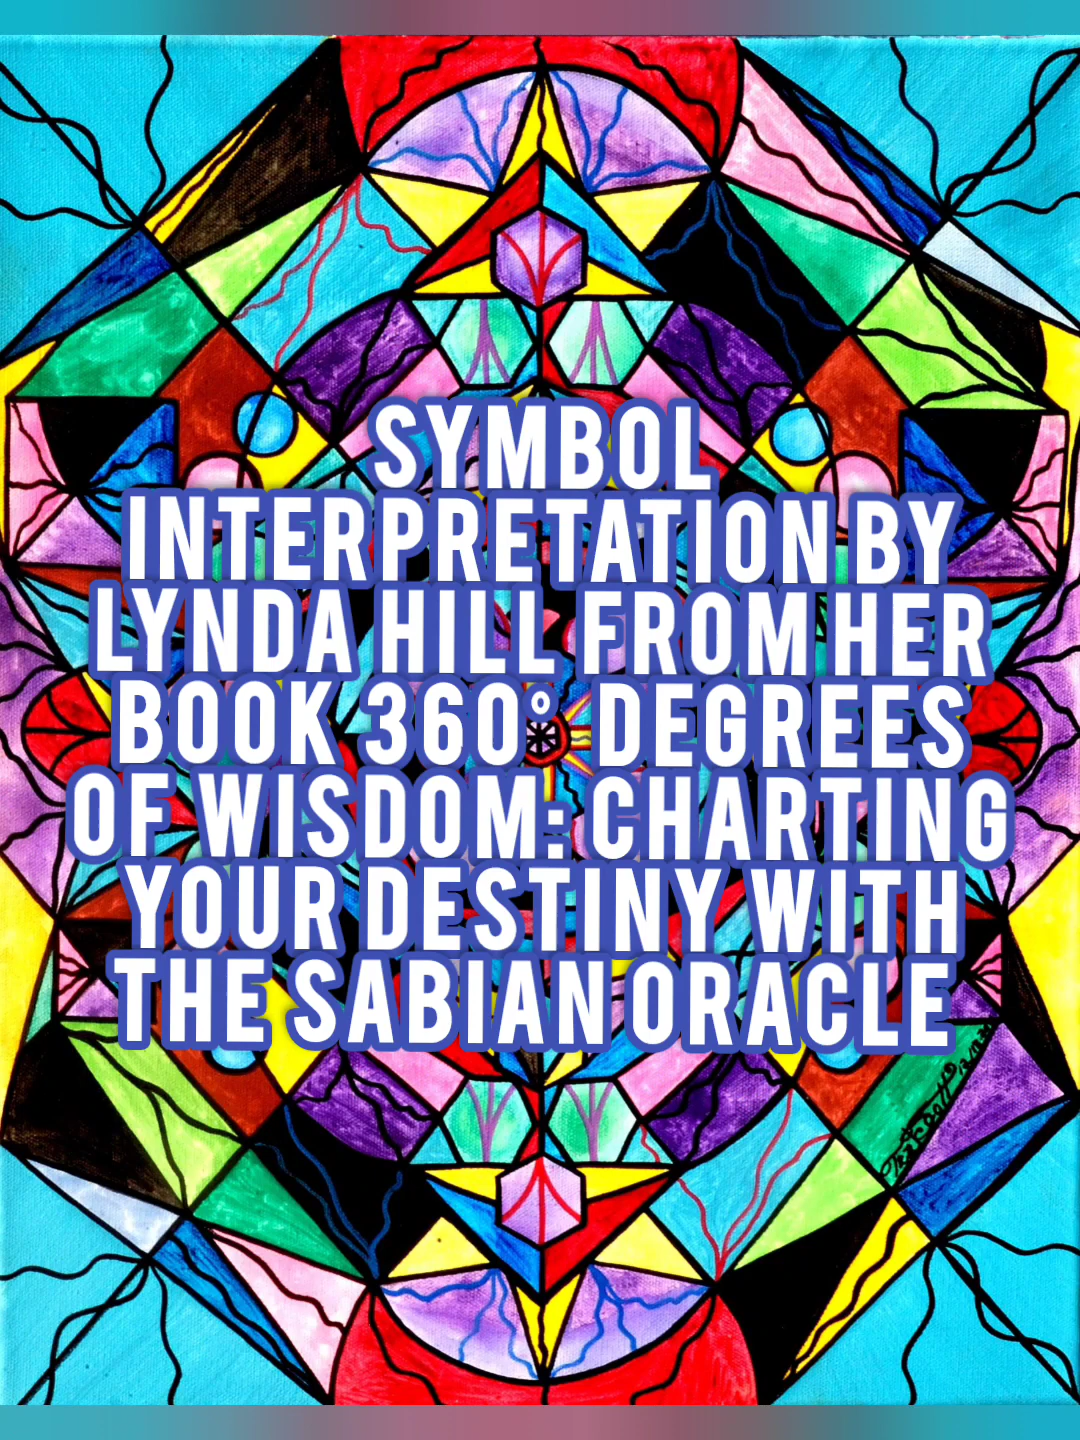 SYMBOL
INTERPRETATION BY
LYNDA HILL FROM HER
BOOK 360° DEGREES
OF WISDOM: CHARTING
YOUR DESTINY WITH
THE SABIAN ORACLE